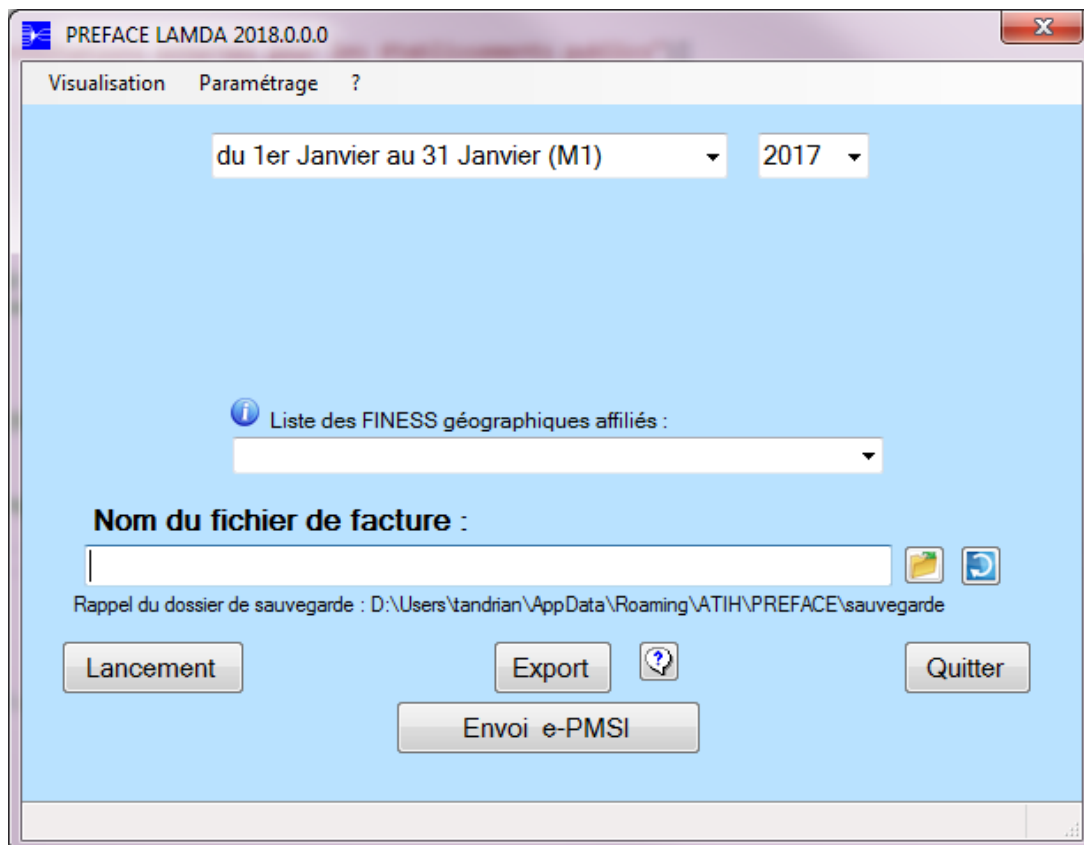 PREFACE LAMDA 2018.0.0.0
Visualisation Paramétrage ?
du 1er Janvier au 31 Janvier (M1) 2017
Liste des FINESS géographiques affiliés :
Nom du fichier de facture :
Rappel du dossier de sauvegarde : D:\Users\tandrian\AppData\Roaming\ATIH\PREFACE\sauvegarde
Lancement Export Quitter
Envoi e-PMSI